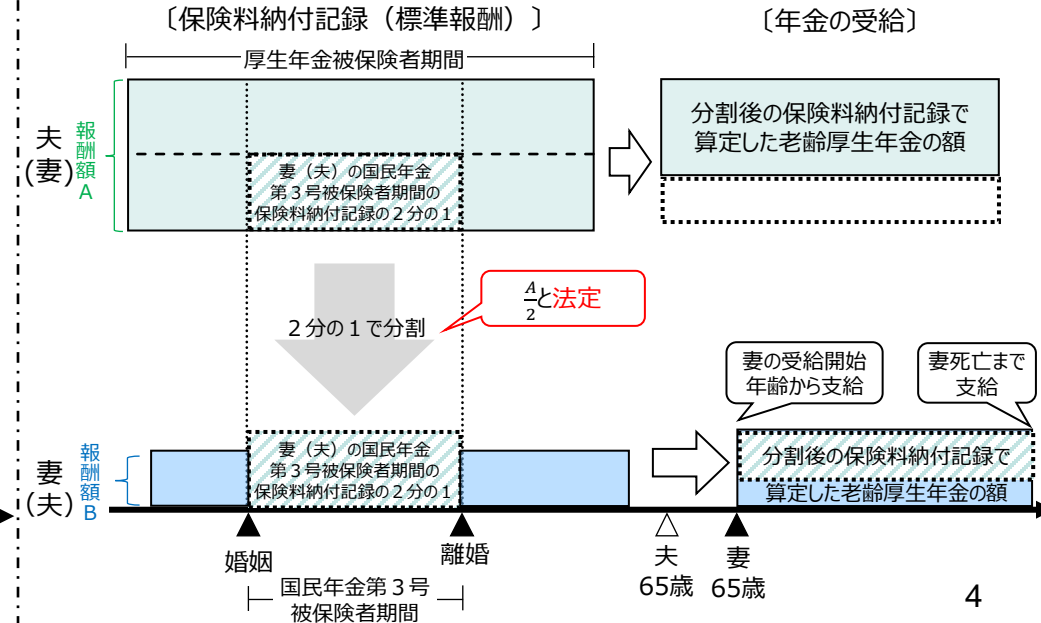 〔保険料納付記録（標準報酬）〕
〔年金の受給〕
厚生年金被保険者期間
夫
(妻)
報酬額A
妻（夫）の国民年金
第３号被保険者期間の
保険料納付記録の２分の１
分割後の保険料納付記録で
算定した老齢厚生年金の額
２分の１で分割
A/2と法定
妻の受給開始
年齢から支給
妻死亡まで
支給
妻
(夫)
報酬額B
妻（夫）の国民年金
第３号被保険者期間の
保険料納付記録の２分の１
分割後の保険料納付記録で
算定した老齢厚生年金の額
婚姻
離婚
夫
65歳
妻
65歳
国民年金第３号
被保険者期間
4